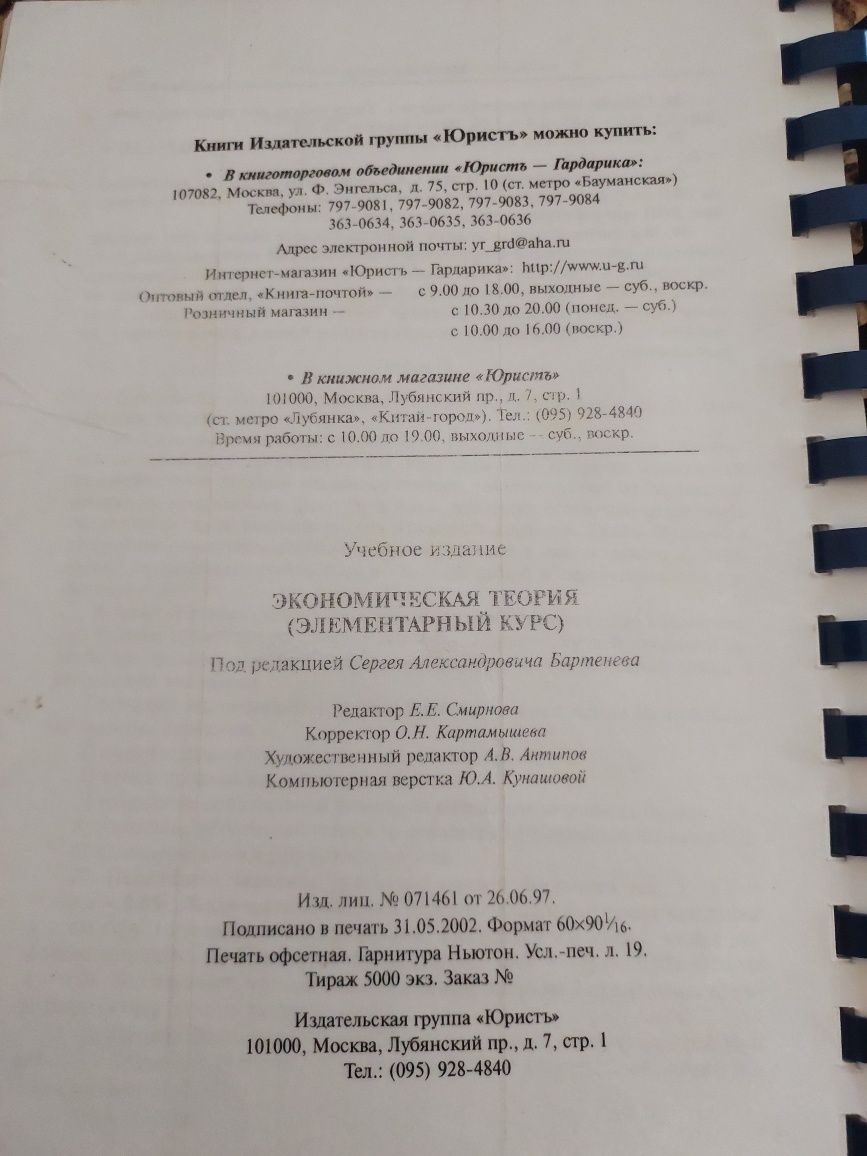 Книги Издательской группы «Юристъ» можно купить:
• В книготорговом объединении «Юристъ — Гардарика»:
107082, Москва, ул. Ф. Энгельса, д. 75, стр. 10 (ст. метро «Бауманская»)
Телефоны: 797-9081, 797-9082, 797-9083, 797-9084
363-0634, 363-0635, 363-0636
Адрес электронной почты: yr_grd@aha.ru
Интернет-магазин «Юристъ — Гардарика»: http://www.u-g.ru
Оптовый отдел, «Книга-почтой» — с 9.00 до 18.00, выходные — суб., воскр.
Розничный магазин — с 10.30 до 20.00 (понед. — суб.)
с 10.00 до 16.00 (воскр.)
• В книжном магазине «Юристъ»
101000, Москва, Лубянский пр., д. 7, стр. 1
(ст. метро «Лубянка», «Китай-город»). Тел.: (095) 928-4840
Время работы: с 10.00 до 19.00, выходные — суб., воскр.
Учебное издание
ЭКОНОМИЧЕСКАЯ ТЕОРИЯ
(ЭЛЕМЕНТАРНЫЙ КУРС)
Под редакцией Сергея Александровича Бартенева
Редактор Е.Е. Смирнова
Корректор О.Н. Картамышева
Художественный редактор А.В. Антипов
Компьютерная верстка Ю.А. Кунашовой
Изд. лиц. № 071461 от 26.06.97.
Подписано в печать 31.05.2002. Формат 60×90 1/16.
Печать офсетная. Гарнитура Ньютон. Усл.-печ. л. 19.
Тираж 5000 экз. Заказ №
Издательская группа «Юристъ»
101000, Москва, Лубянский пр., д. 7, стр. 1
Тел.: (095) 928-4840